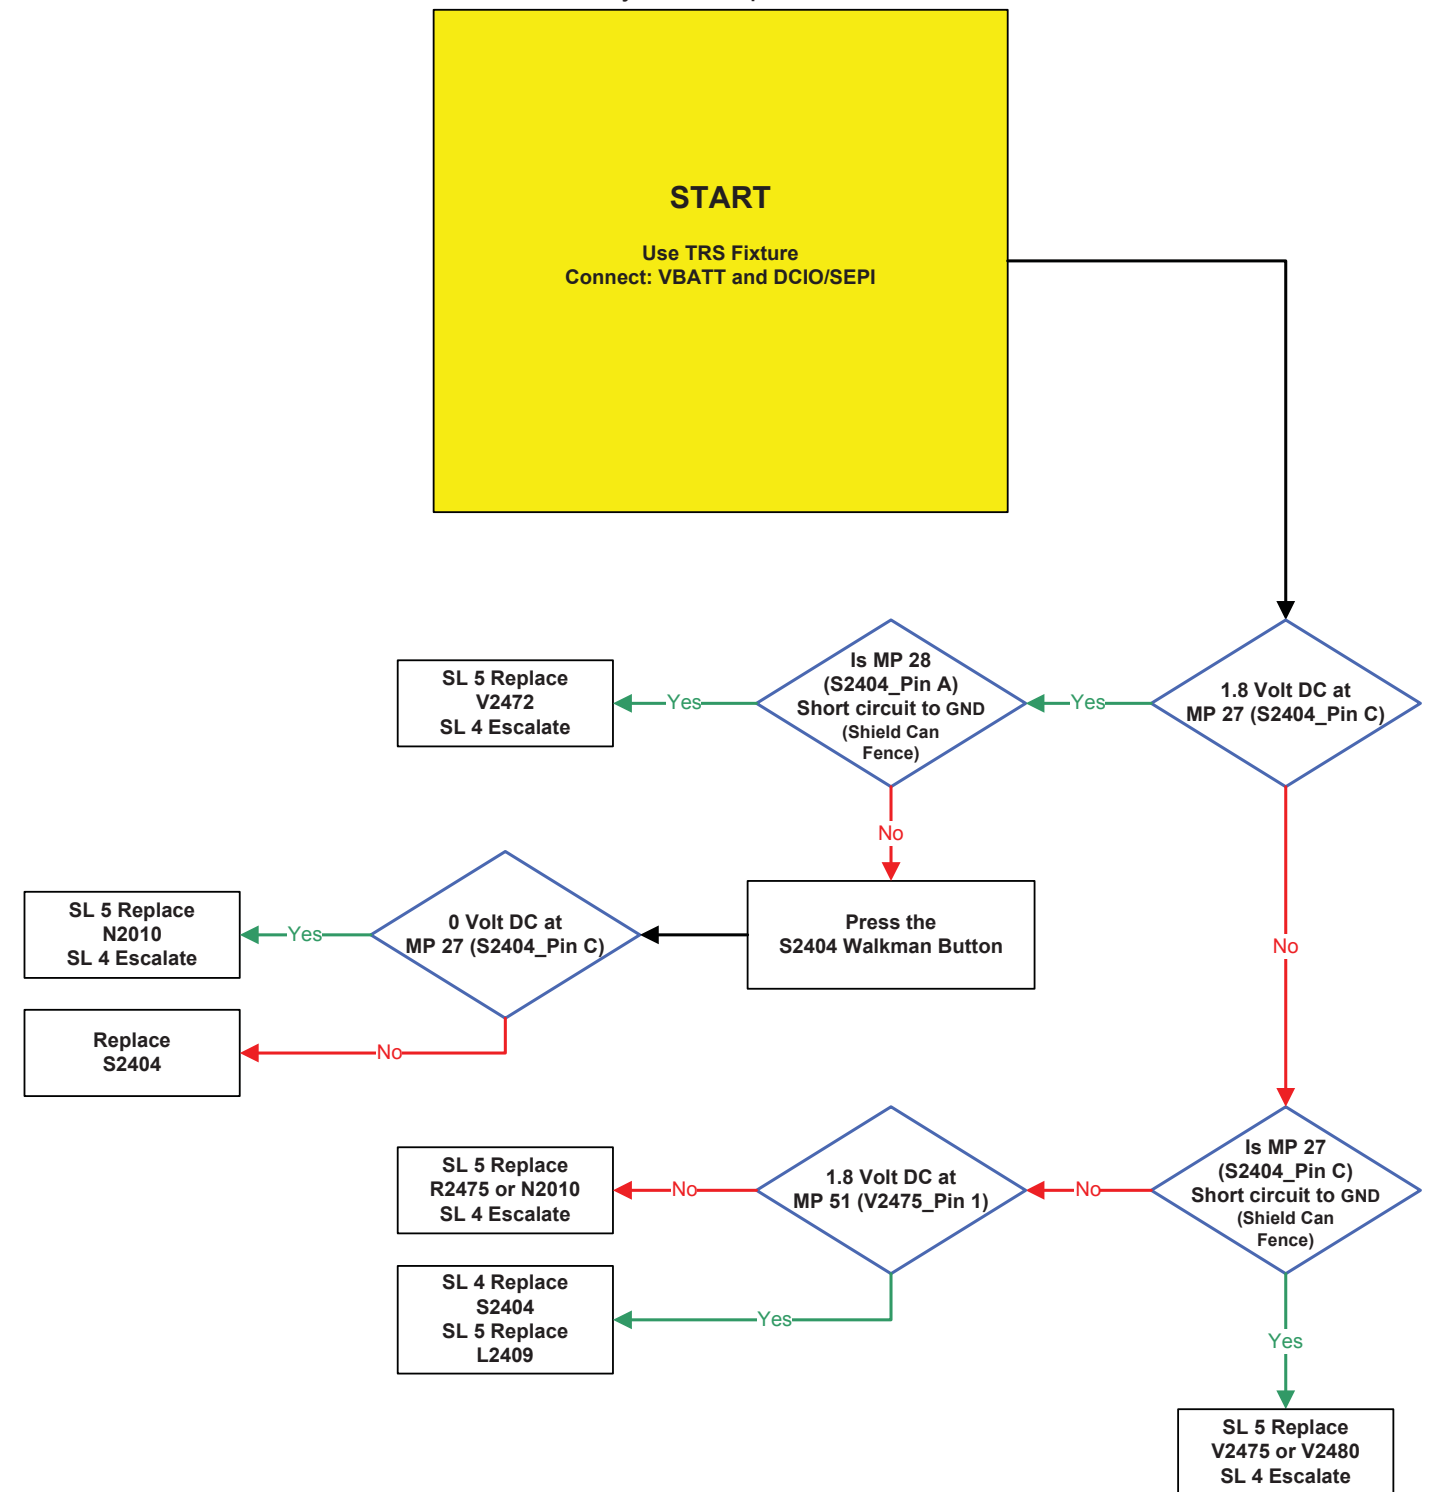 START
Use TRS Fixture
Connect: VBATT and DCIO/SEPI
1.8 Volt DC at
MP 27 (S2404_Pin C)
Yes
Is MP 28
(S2404_Pin A)
Short circuit to GND
(Shield Can
Fence)
Yes
SL 5 Replace
V2472
SL 4 Escalate
No
Press the
S2404 Walkman Button
0 Volt DC at
MP 27 (S2404_Pin C)
Yes
SL 5 Replace
N2010
SL 4 Escalate
No
Replace
S2404
No
Is MP 27
(S2404_Pin C)
Short circuit to GND
(Shield Can
Fence)
No
1.8 Volt DC at
MP 51 (V2475_Pin 1)
No
SL 5 Replace
R2475 or N2010
SL 4 Escalate
Yes
SL 4 Replace
S2404
SL 5 Replace
L2409
Yes
SL 5 Replace
V2475 or V2480
SL 4 Escalate